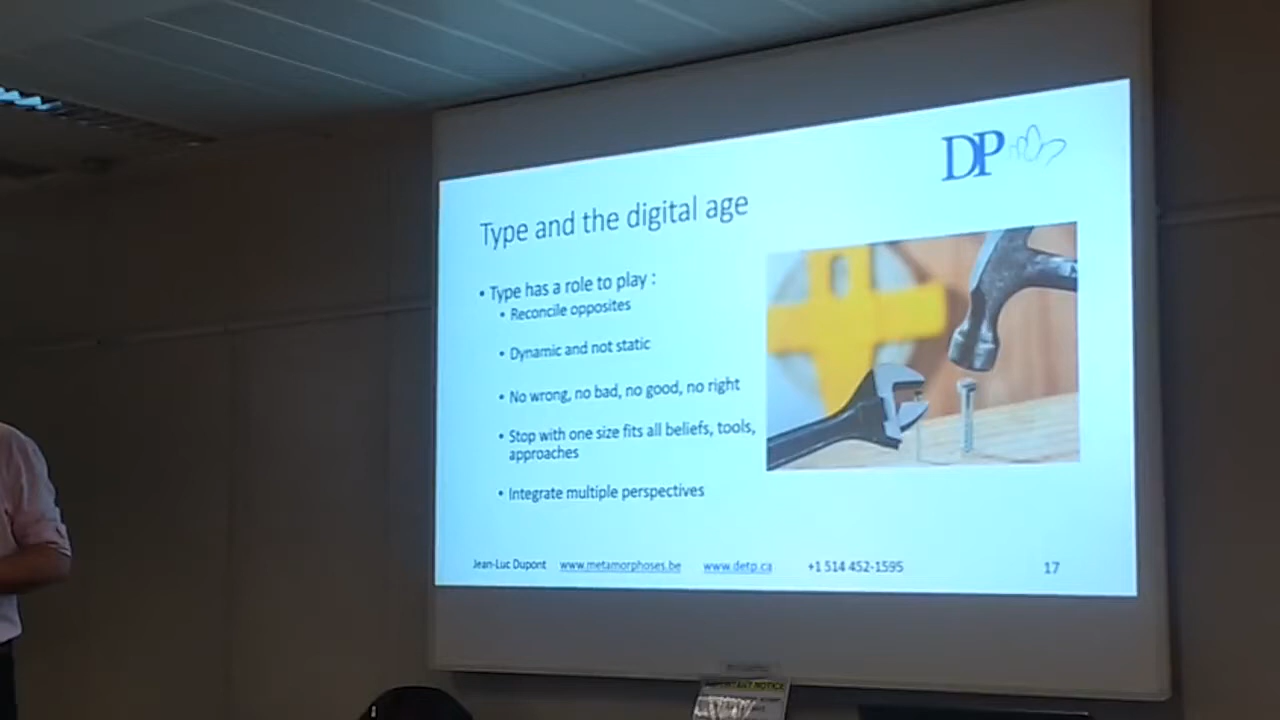 DP
Type and the digital age
• Type has a role to play :
• Reconcile opposites
• Dynamic and not static
• No wrong, no bad, no good, no right
• Stop with one size fits all beliefs, tools,
approaches
• Integrate multiple perspectives
Jean-Luc Dupont www.metamorphoses.be www.detp.ca +1 514 452-1595 17
NOTICE